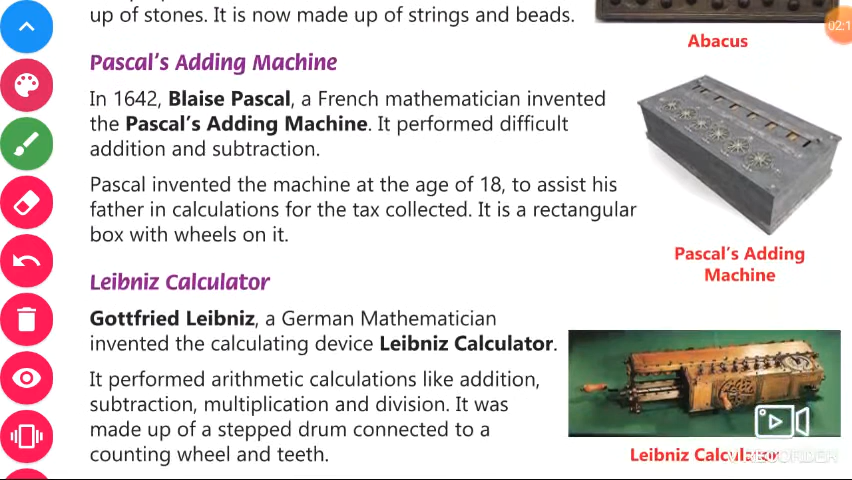 up of stones. It is now made up of strings and beads.
Abacus
02:1
Pascal's Adding Machine
In 1642, Blaise Pascal, a French mathematician invented
the Pascal's Adding Machine. It performed difficult
addition and subtraction.
Pascal invented the machine at the age of 18, to assist his
father in calculations for the tax collected. It is a rectangular
box with wheels on it.
Pascal's Adding
Machine
Leibniz Calculator
Gottfried Leibniz, a German Mathematician
invented the calculating device Leibniz Calculator.
It performed arithmetic calculations like addition,
subtraction, multiplication and division. It was
made up of a stepped drum connected to a
counting wheel and teeth.
Leibniz Calculator
V RECORDER